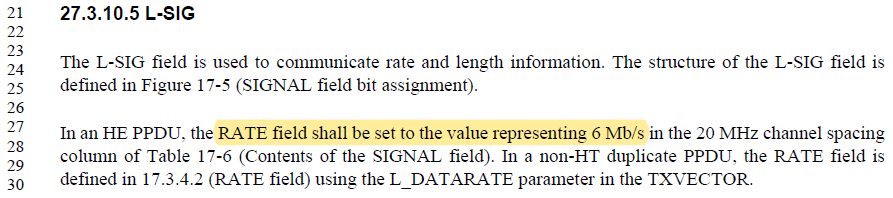 21 27.3.10.5 L-SIG
22
23
24 The L-SIG field is used to communicate rate and length information. The structure of the L-SIG field is
25 defined in Figure 17-5 (SIGNAL field bit assignment).
26
27 In an HE PPDU, the RATE field shall be set to the value representing 6 Mb/s in the 20 MHz channel spacing
28
29 column of Table 17-6 (Contents of the SIGNAL field). In a non-HT duplicate PPDU, the RATE field is
30 defined in 17.3.4.2 (RATE field) using the L_DATARATE parameter in the TXVECTOR.